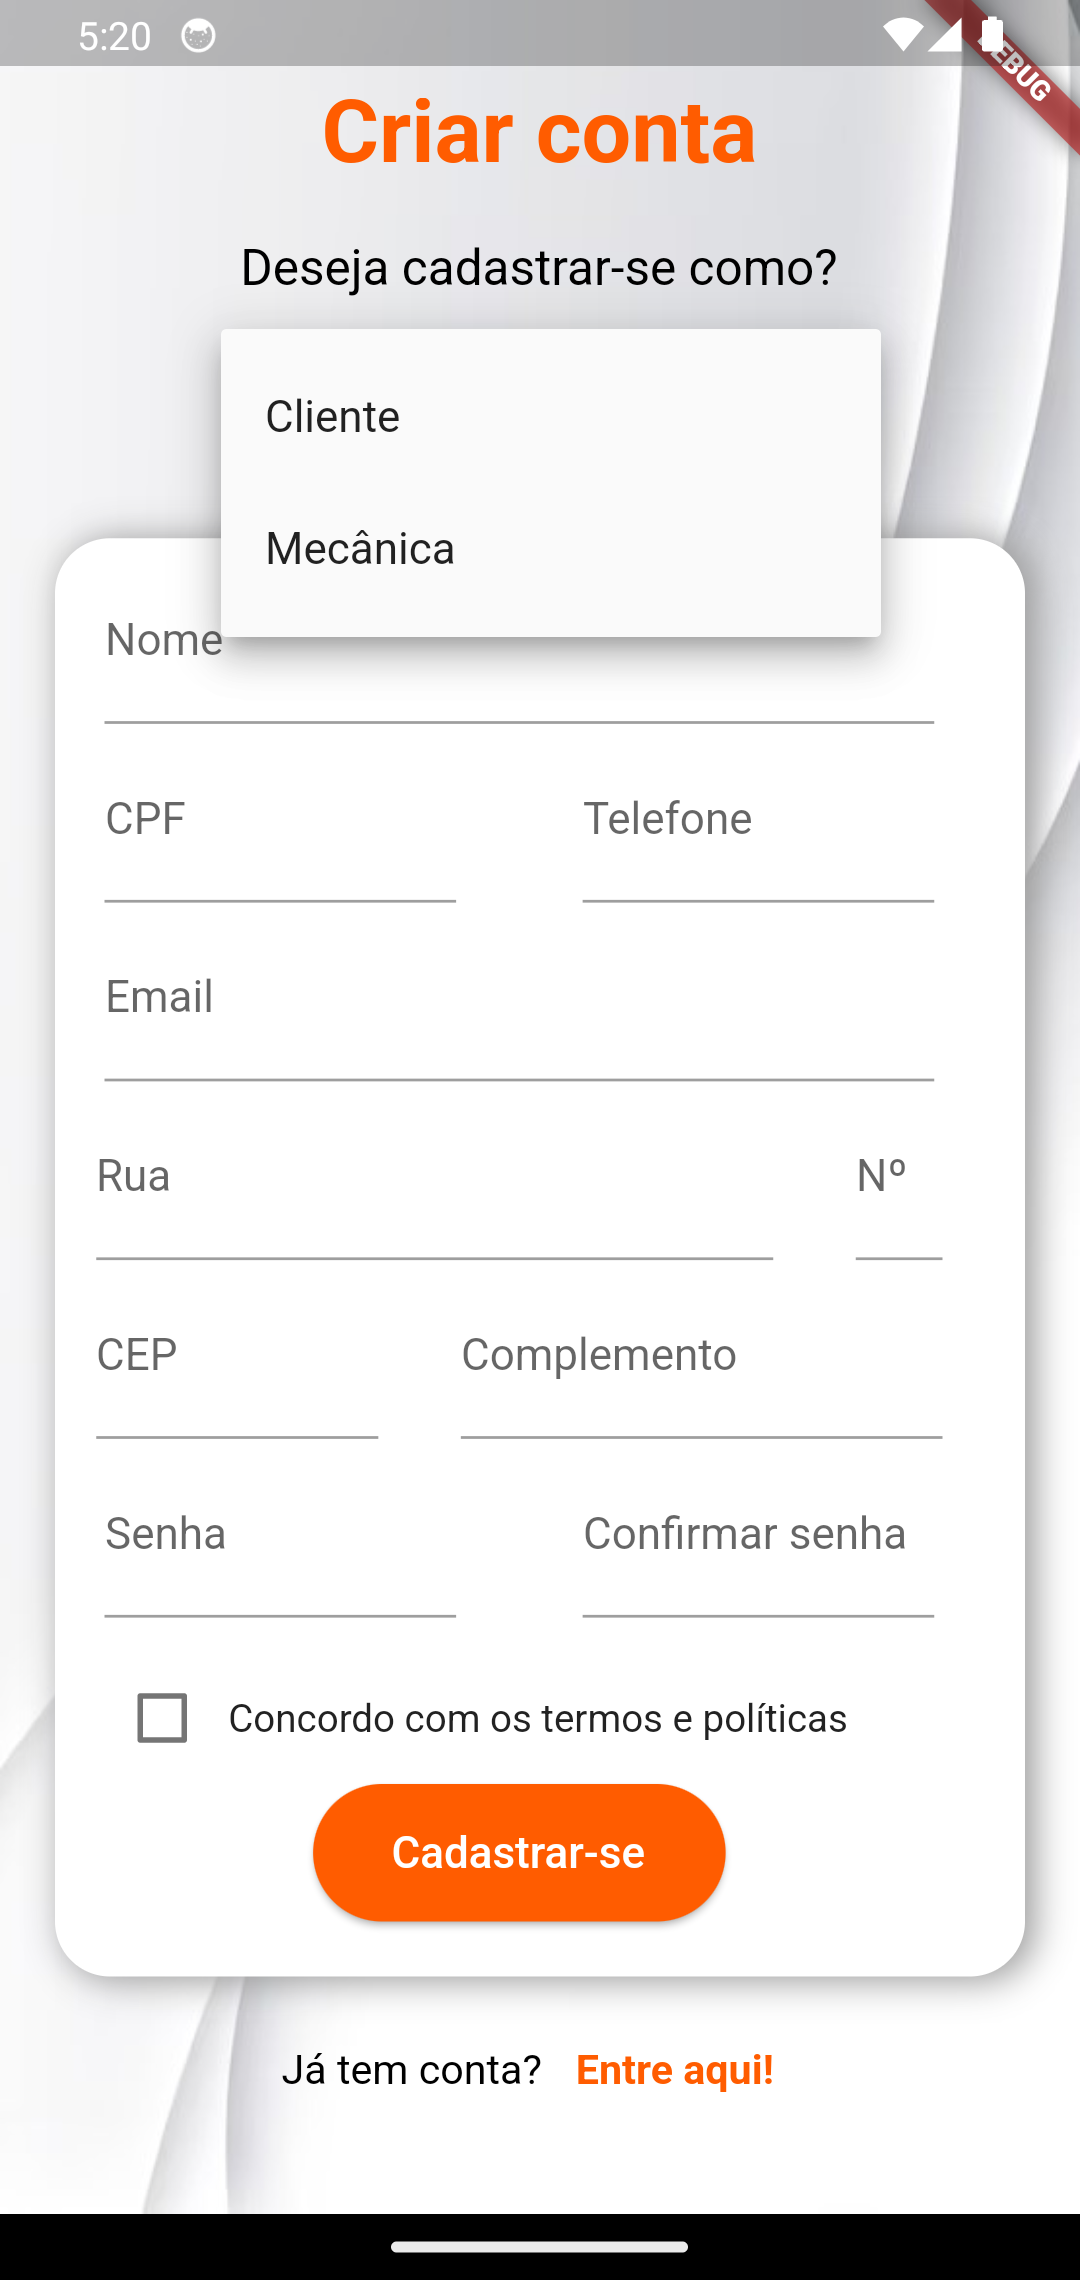 5:20
DEBUG
Criar conta
Deseja cadastrar-se como?
Cliente
Mecânica
Nome
CPF Telefone
Email
Rua Nº
CEP Complemento
Senha Confirmar senha
Concordo com os termos e políticas
Cadastrar-se
Já tem conta? Entre aqui!